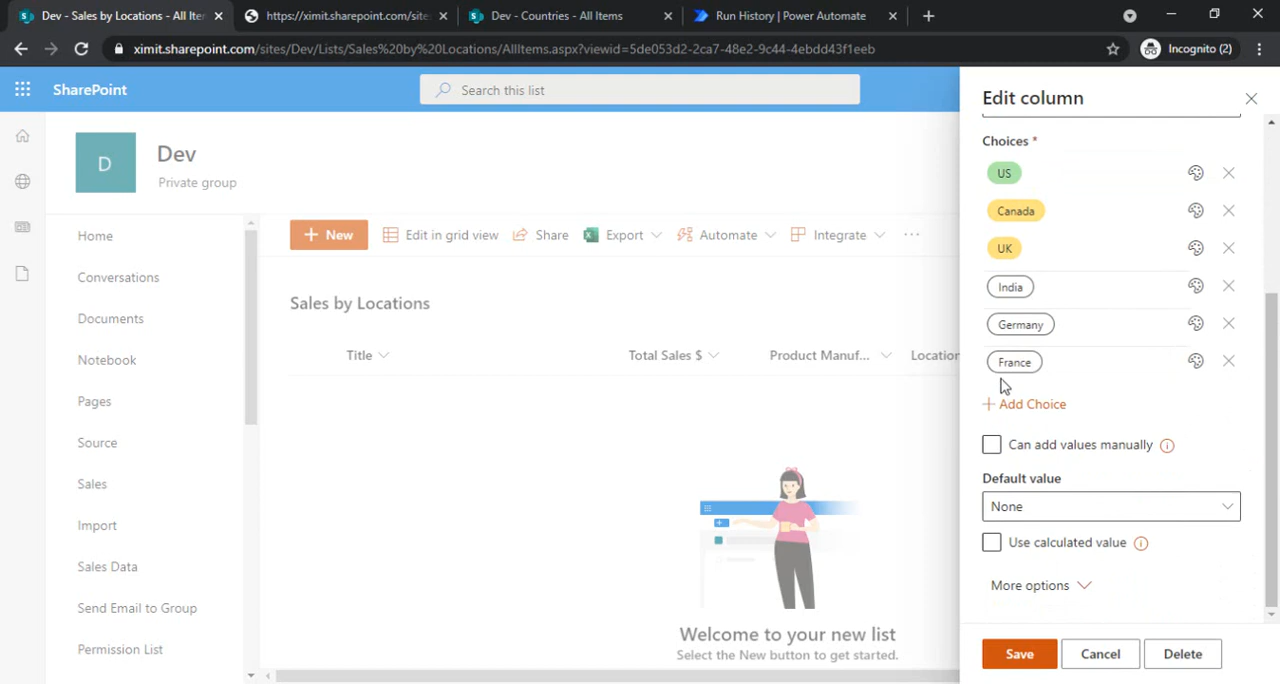 Dev - Sales by Locations - All Iter
https://ximit.sharepoint.com/site
Dev - Countries - All Items
Run History | Power Automate
ximit.sharepoint.com/sites/Dev/Lists/Sales%20by%20Locations/AllItems.aspx?viewid=5de053d2-2ca7-48e2-9c44-4ebdd43f1eeb
Incognito (2)
SharePoint
Search this list
D
Dev
Private group
Home
Conversations
Documents
Notebook
Pages
Source
Sales
Import
Sales Data
Send Email to Group
Permission List
+ New
Edit in grid view
Share
Export
Automate
Integrate
...
Sales by Locations
Title
Total Sales $
Product Manuf...
Location
Welcome to your new list
Select the New button to get started.
Edit column
Choices *
US
Canada
UK
India
Germany
France
+ Add Choice
Can add values manually
Default value
None
Use calculated value
More options
Save
Cancel
Delete